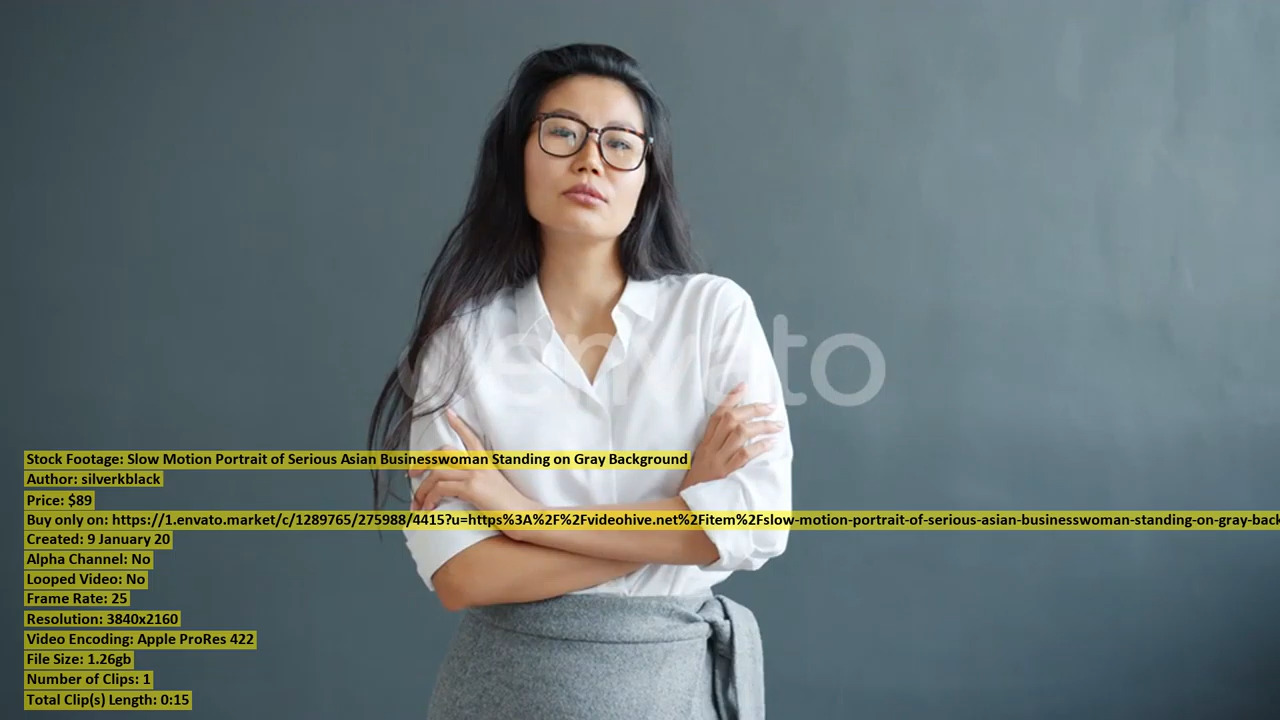 envato
Stock Footage: Slow Motion Portrait of Serious Asian Businesswoman Standing on Gray Background
Author: silverkblack
Price: $89
Buy only on: https://1.envato.market/c/1289765/275988/4415?u=https%3A%2F%2Fvideohive.net%2Fitem%2Fslow-motion-portrait-of-serious-asian-businesswoman-standing-on-gray-back
Created: 9 January 20
Alpha Channel: No
Looped Video: No
Frame Rate: 25
Resolution: 3840x2160
Video Encoding: Apple ProRes 422
File Size: 1.26gb
Number of Clips: 1
Total Clip(s) Length: 0:15